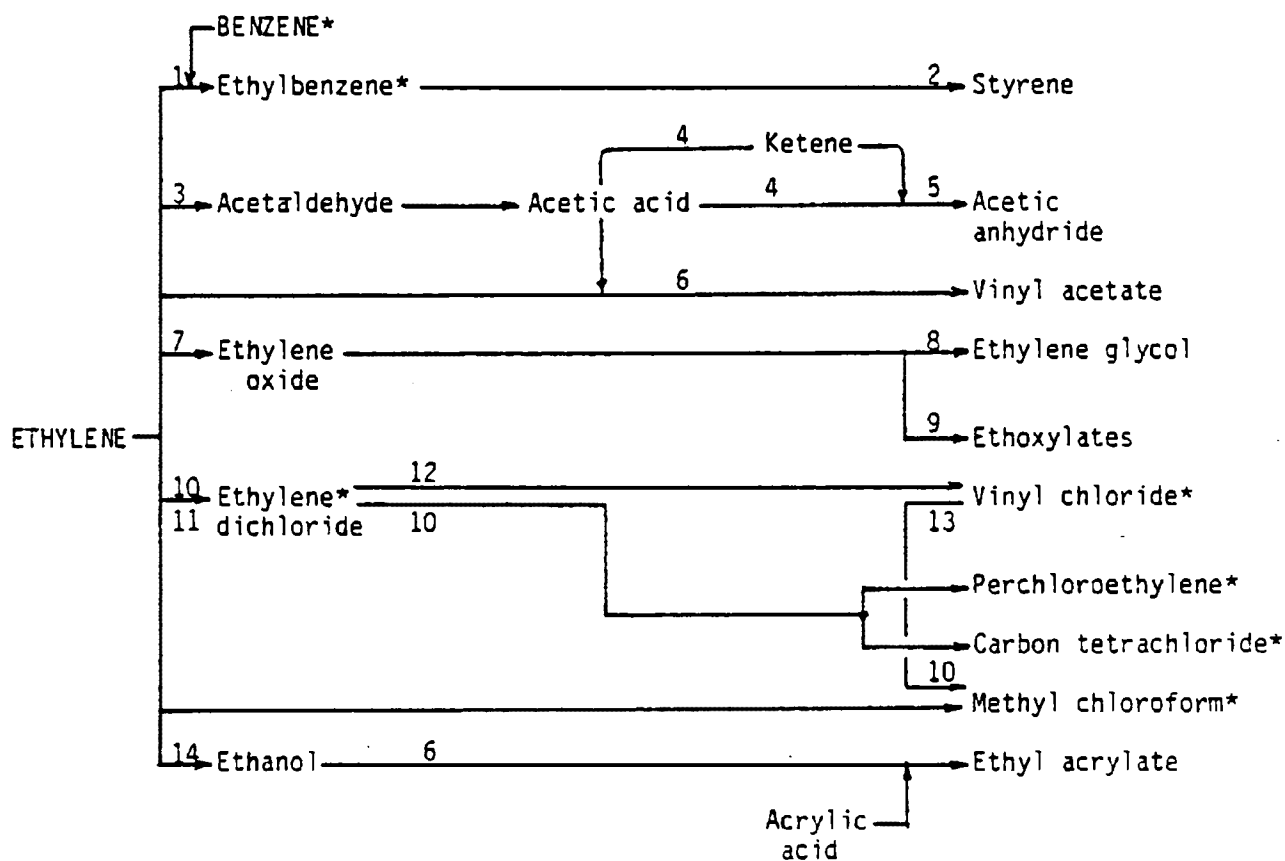 BENZENE*
1 Ethylbenzene* 2 Styrene
4 Ketene
3 Acetaldehyde Acetic acid 4 5 Acetic
anhydride
6 Vinyl acetate
7 Ethylene 8 Ethylene glycol
oxide
ETHYLENE 9 Ethoxylates
12
10 Ethylene* Vinyl chloride*
11 dichloride 10 13
Perchloroethylene*
Carbon tetrachloride*
10
Methyl chloroform*
14 Ethanol 6 Ethyl acrylate
Acrylic
acid